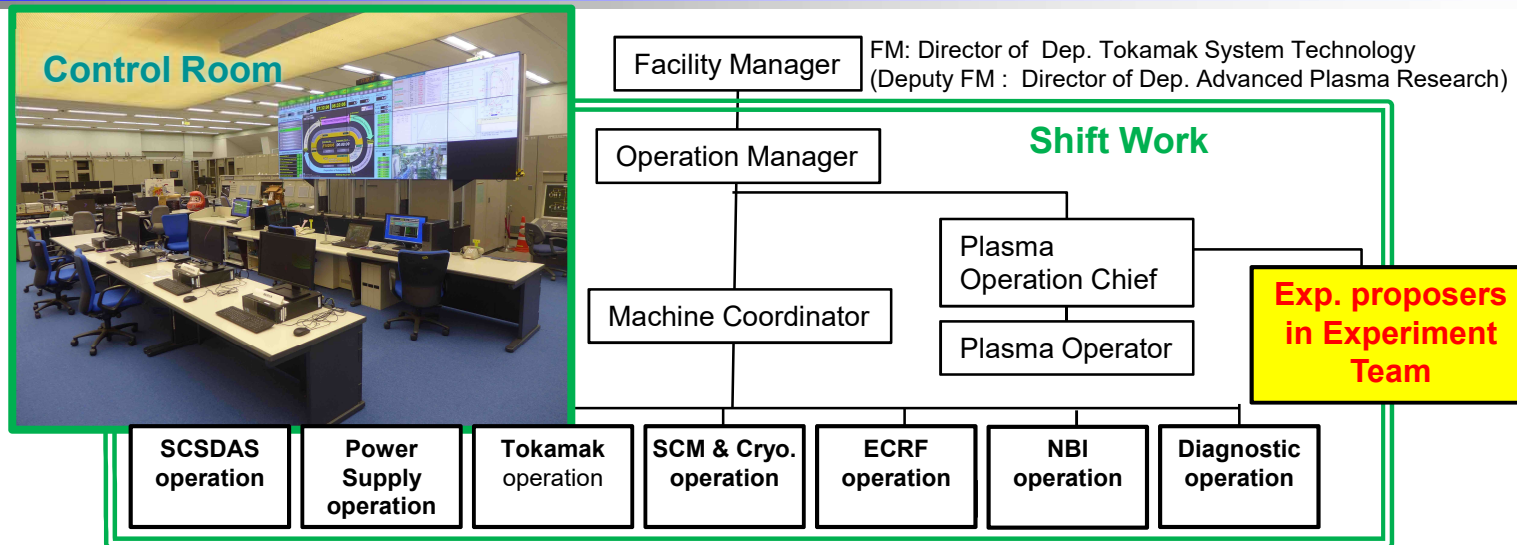 Control Room
Facility Manager
FM: Director of Dep. Tokamak System Technology
(Deputy FM : Director of Dep. Advanced Plasma Research)
Shift Work
Operation Manager
Plasma
Operation Chief
Exp. proposers
in Experiment
Team
Machine Coordinator
Plasma Operator
SCSDAS
operation
Power
Supply
operation
Tokamak
operation
SCM & Cryo.
operation
ECRF
operation
NBI
operation
Diagnostic
operation